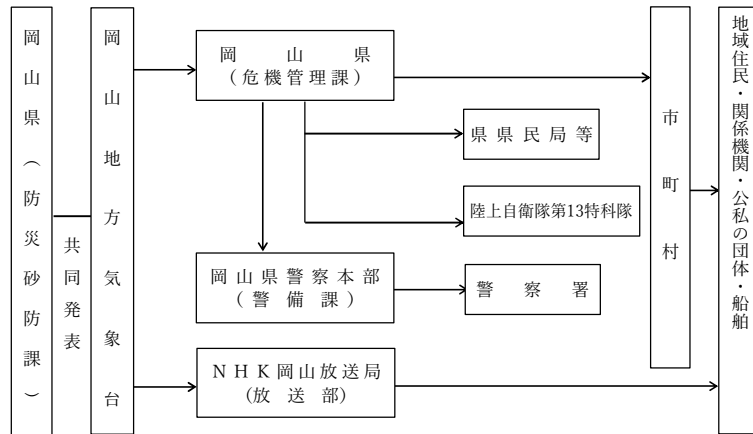 岡山県（防災砂防課）
共同発表
岡山地方気象台
岡山県
（危機管理課）
県県民局等
陸上自衛隊第13特科隊
岡山県警察本部
（警備課）
警察署
ＮＨＫ岡山放送局
(放送部)
市町村
地域住民・関係機関・公私の団体・船舶